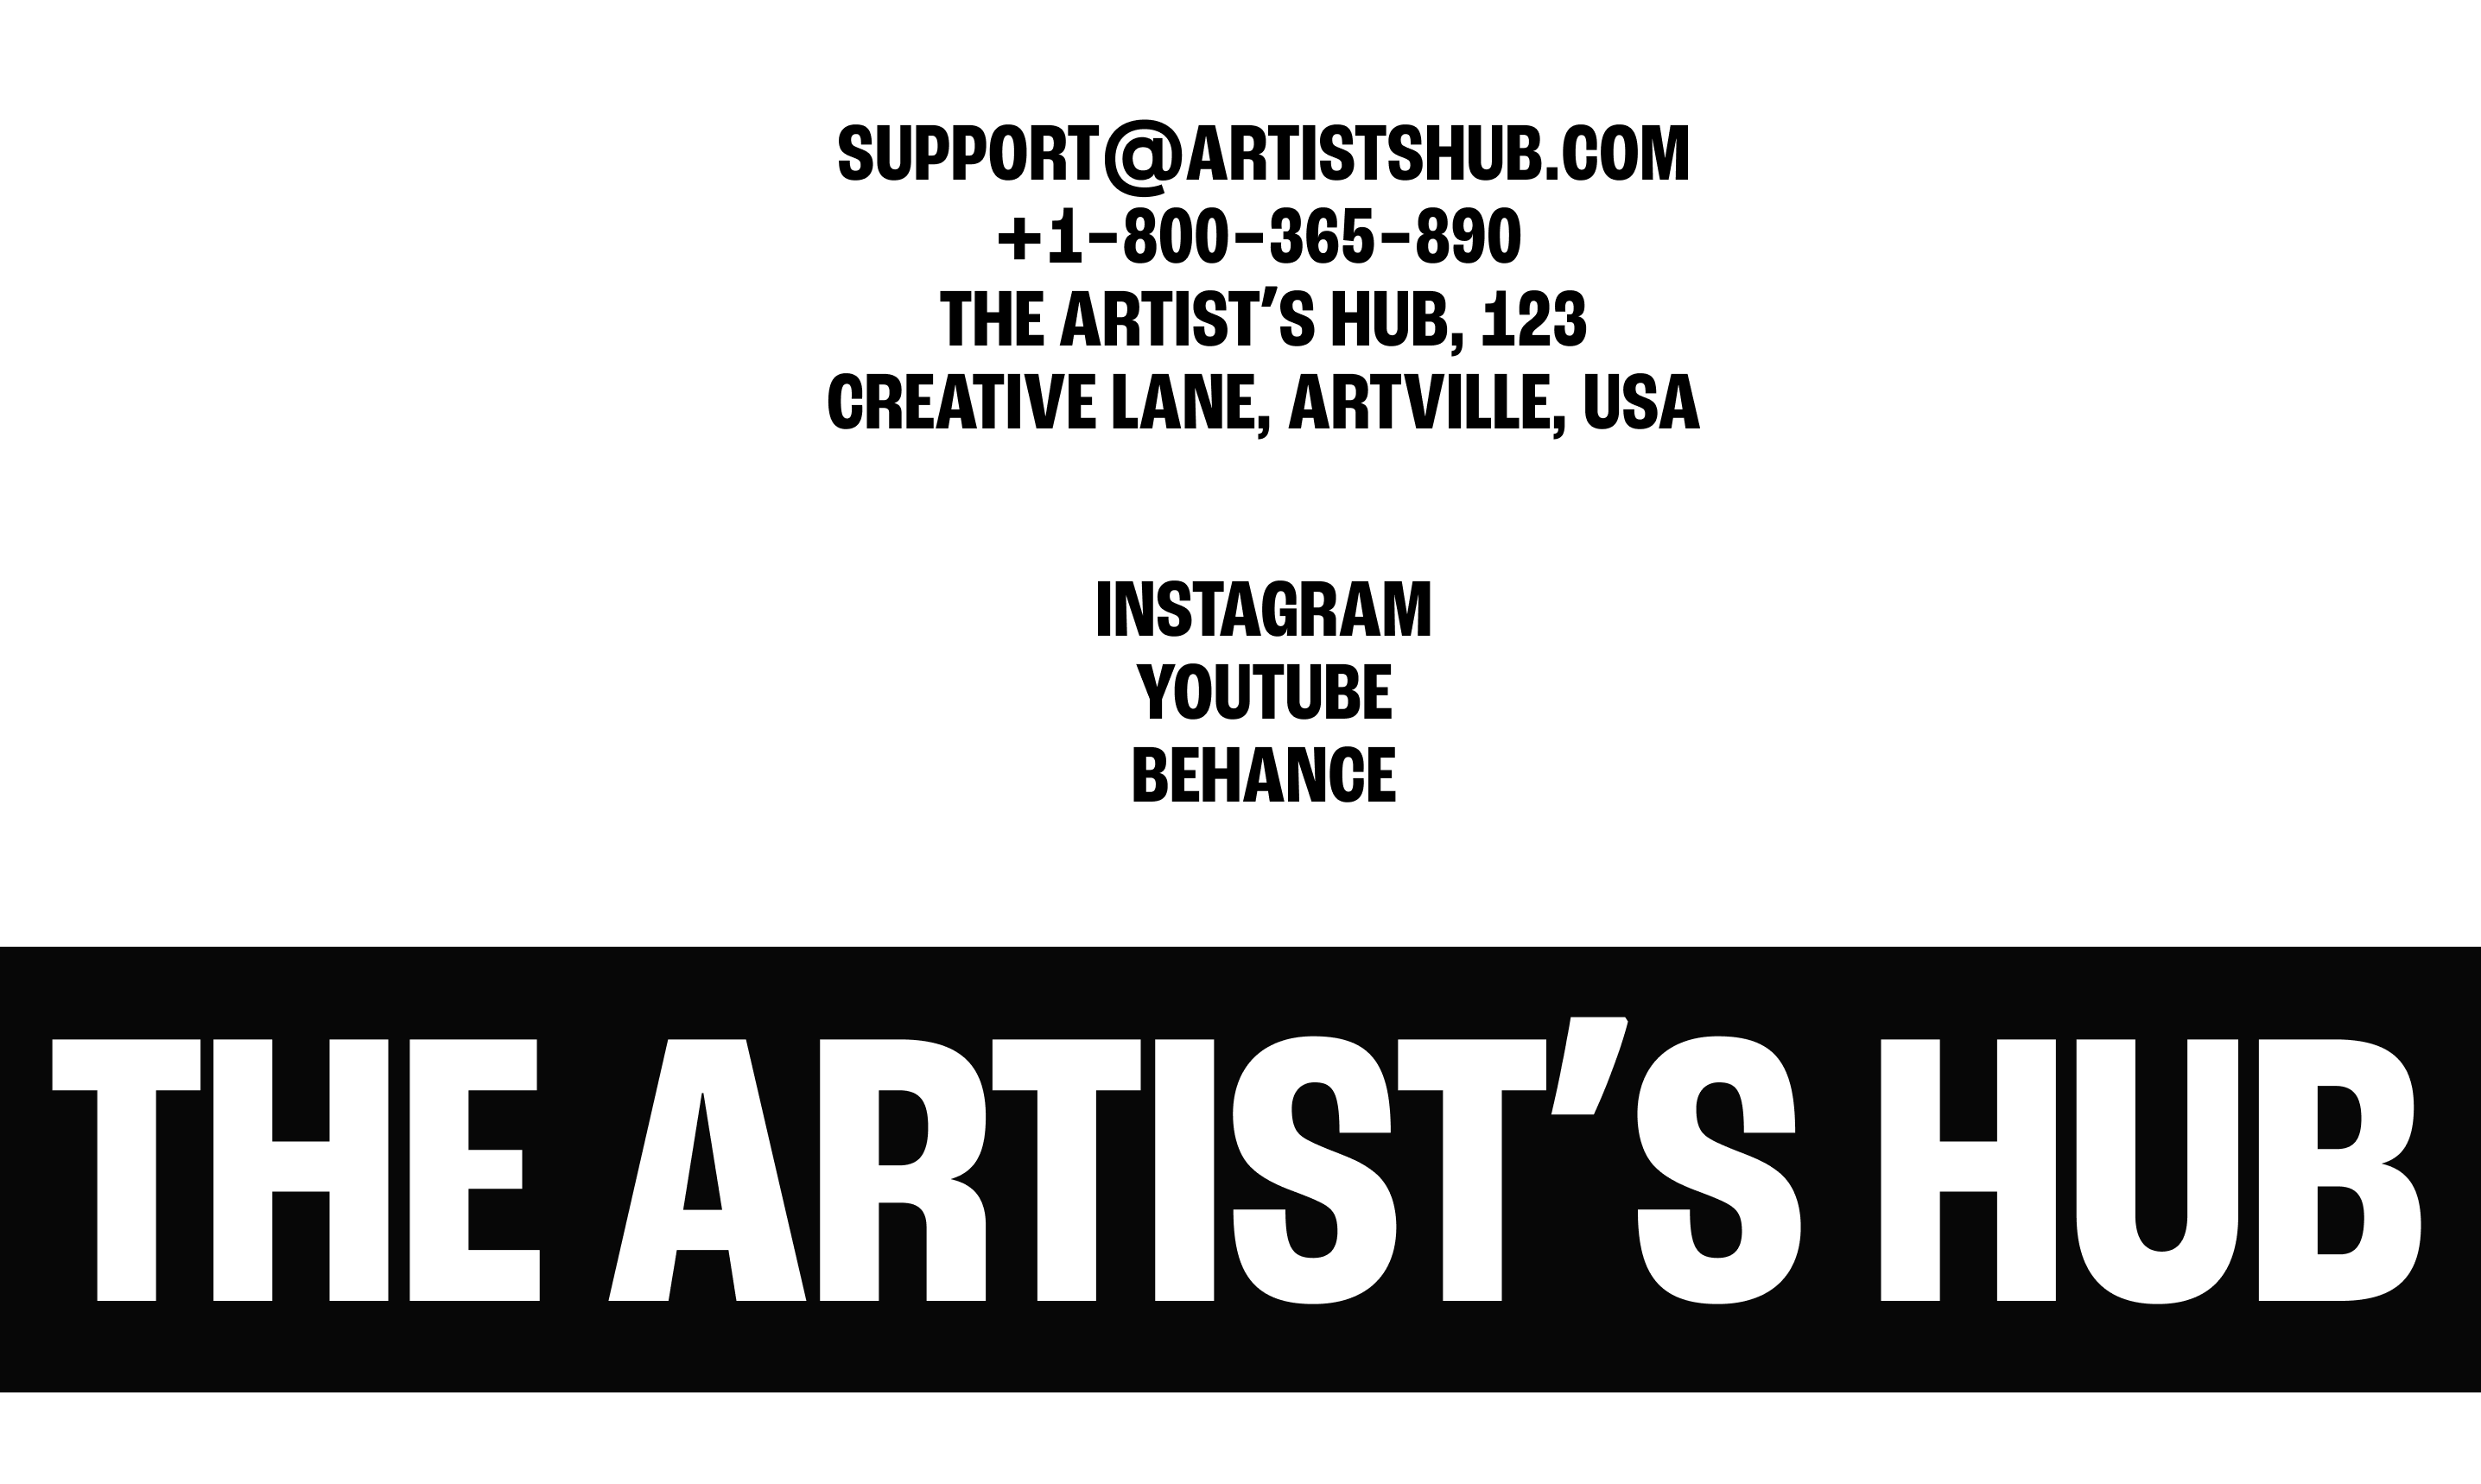 SUPPORT@ARTISTSHUB.COM
+1-800-365-890
THE ARTIST’S HUB, 123
CREATIVE LANE, ARTVILLE, USA
INSTAGRAM
YOUTUBE
BEHANCE
THE ARTIST’S HUB